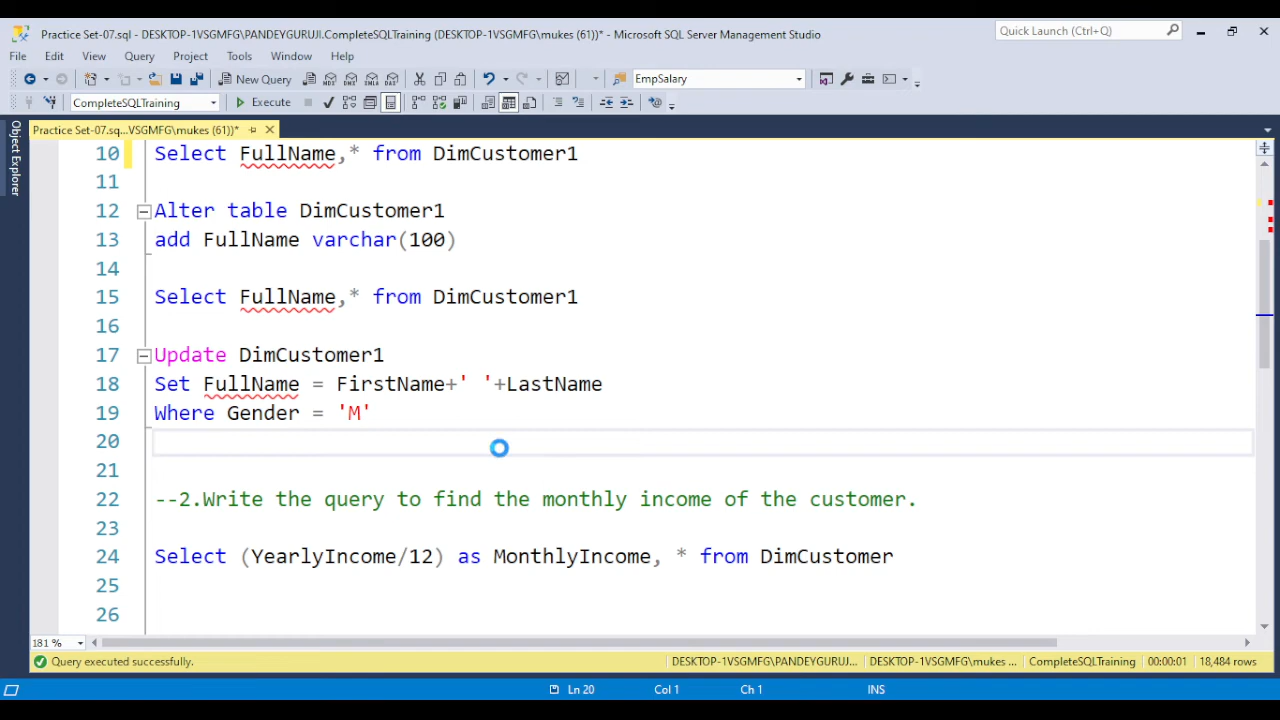 Practice Set-07.sql - DESKTOP-1VSGMFG\PANDEYGURUJI.CompleteSQLTraining (DESKTOP-1VSGMFG\mukes (61))* - Microsoft SQL Server Management Studio
Quick Launch (Ctrl+Q)
File Edit View Query Project Tools Window Help
New Query
EmpSalary
CompleteSQLTraining
Execute
Practice Set-07.sq...VSGMFG\mukes (61))*
Object Explorer
10 Select FullName,* from DimCustomer1
11
12 Alter table DimCustomer1
13 add FullName varchar(100)
14
15 Select FullName,* from DimCustomer1
16
17 Update DimCustomer1
18 Set FullName = FirstName+' '+LastName
19 Where Gender = 'M'
20
21
22 --2.Write the query to find the monthly income of the customer.
23
24 Select (YearlyIncome/12) as MonthlyIncome, * from DimCustomer
25
26
181 %
Query executed successfully.
DESKTOP-1VSGMFG\PANDEYGURUJI... DESKTOP-1VSGMFG\mukes ... CompleteSQLTraining 00:00:01 18,484 rows
Ln 20 Col 1 Ch 1 INS